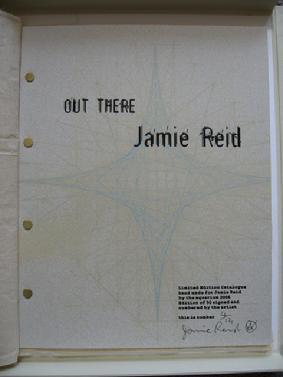 OUT THERE
Jamie Reid
Limited Edition Catalogue
hand made for Jamie Reid
by the aquarium 2008
Edition of 50 signed and
numbered by the artist
this is number
Jamie Reid